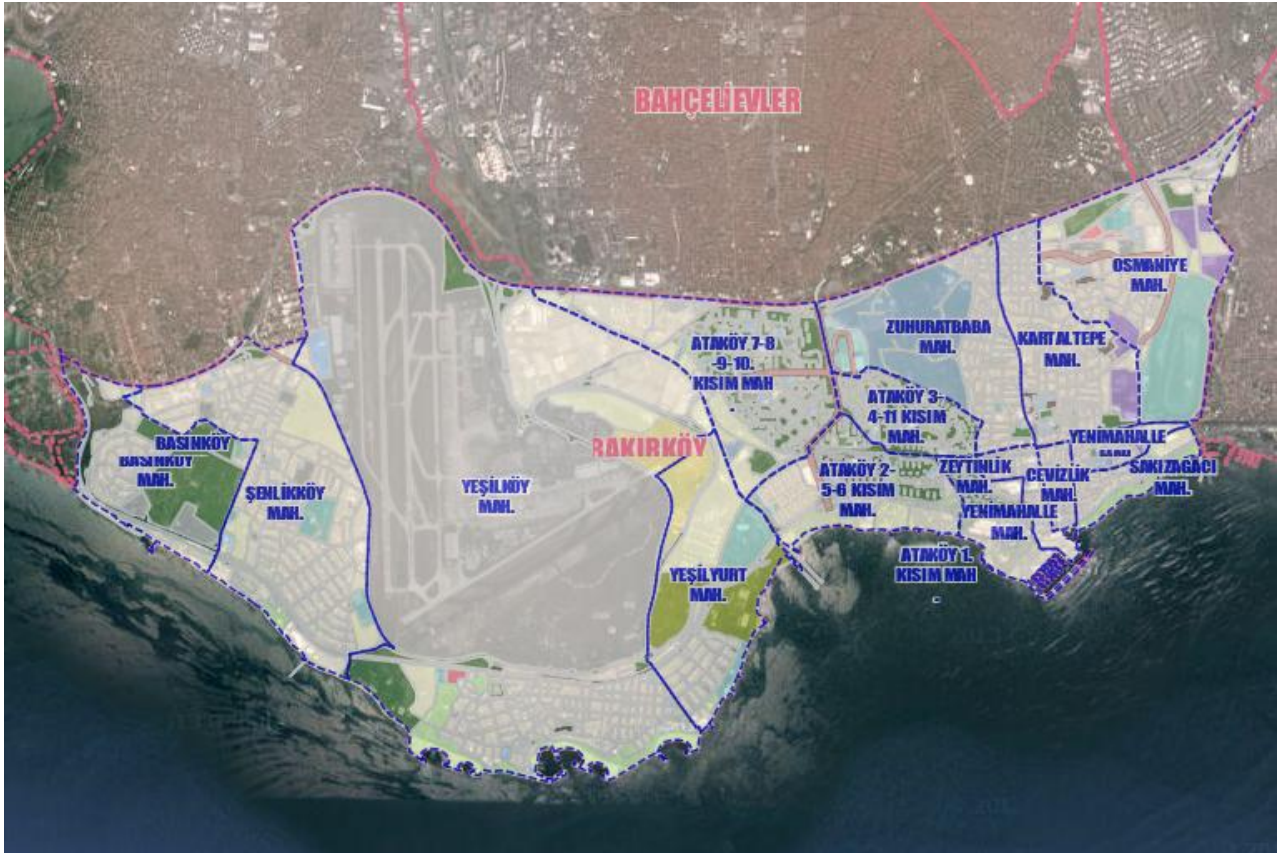 BAHÇELİEVLER
OSMANİYE
MAH.
ZUHURATBABA
MAH.
KARTALTEPE
MAH.
ATAKÖY 7-8
-9-10.
KISIM MAH
ATAKÖY 3-
4-11 KISIM
MAH.
BAKIRKÖY
BASINKÖY
BASINKÖY
MAH.
ŞENLİKKÖY
MAH.
YEŞİLKÖY
MAH.
ATAKÖY 2-
5-6 KISIM
MAH.
ZEYTİNLİK
MAH.
CEVİZLİK
MAH.
YENİMAHALLE
SAKIZAĞACI
MAH.
YENİMAHALLE
MAH.
YEŞİLYURT
MAH.
ATAKÖY 1.
KISIM MAH